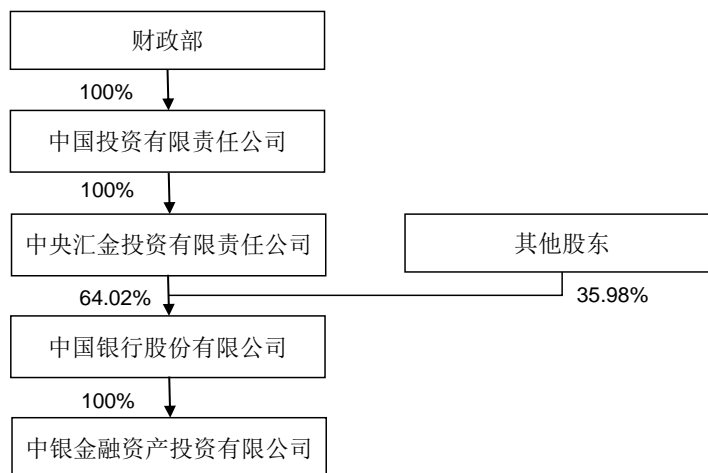 财政部
100%
中国投资有限责任公司
100%
中央汇金投资有限责任公司
其他股东
64.02%
35.98%
中国银行股份有限公司
100%
中银金融资产投资有限公司